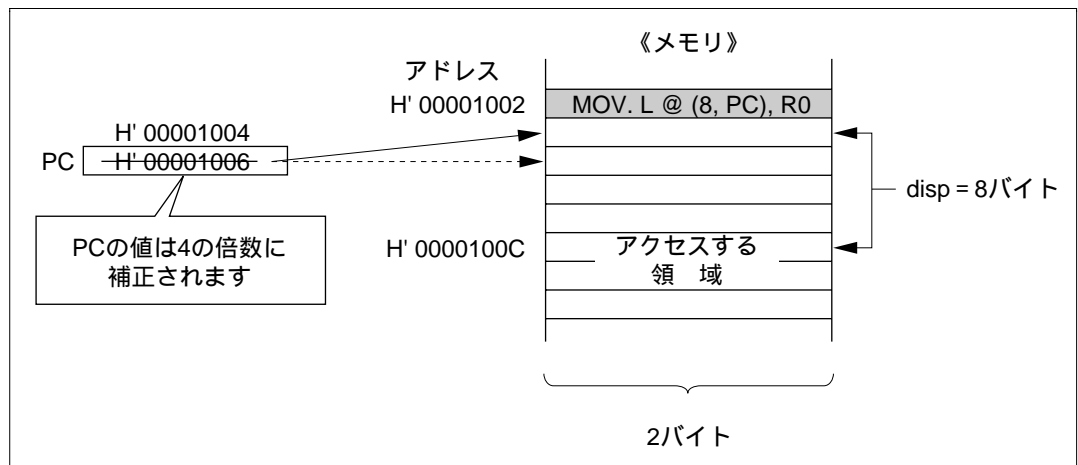 《メモリ》
アドレス
H' 00001002
MOV. L @ (8, PC), R0
H' 00001004
PC
H' 00001006
disp = 8バイト
PCの値は4の倍数に
補正されます
H' 0000100C
アクセスする
領　域
2バイト